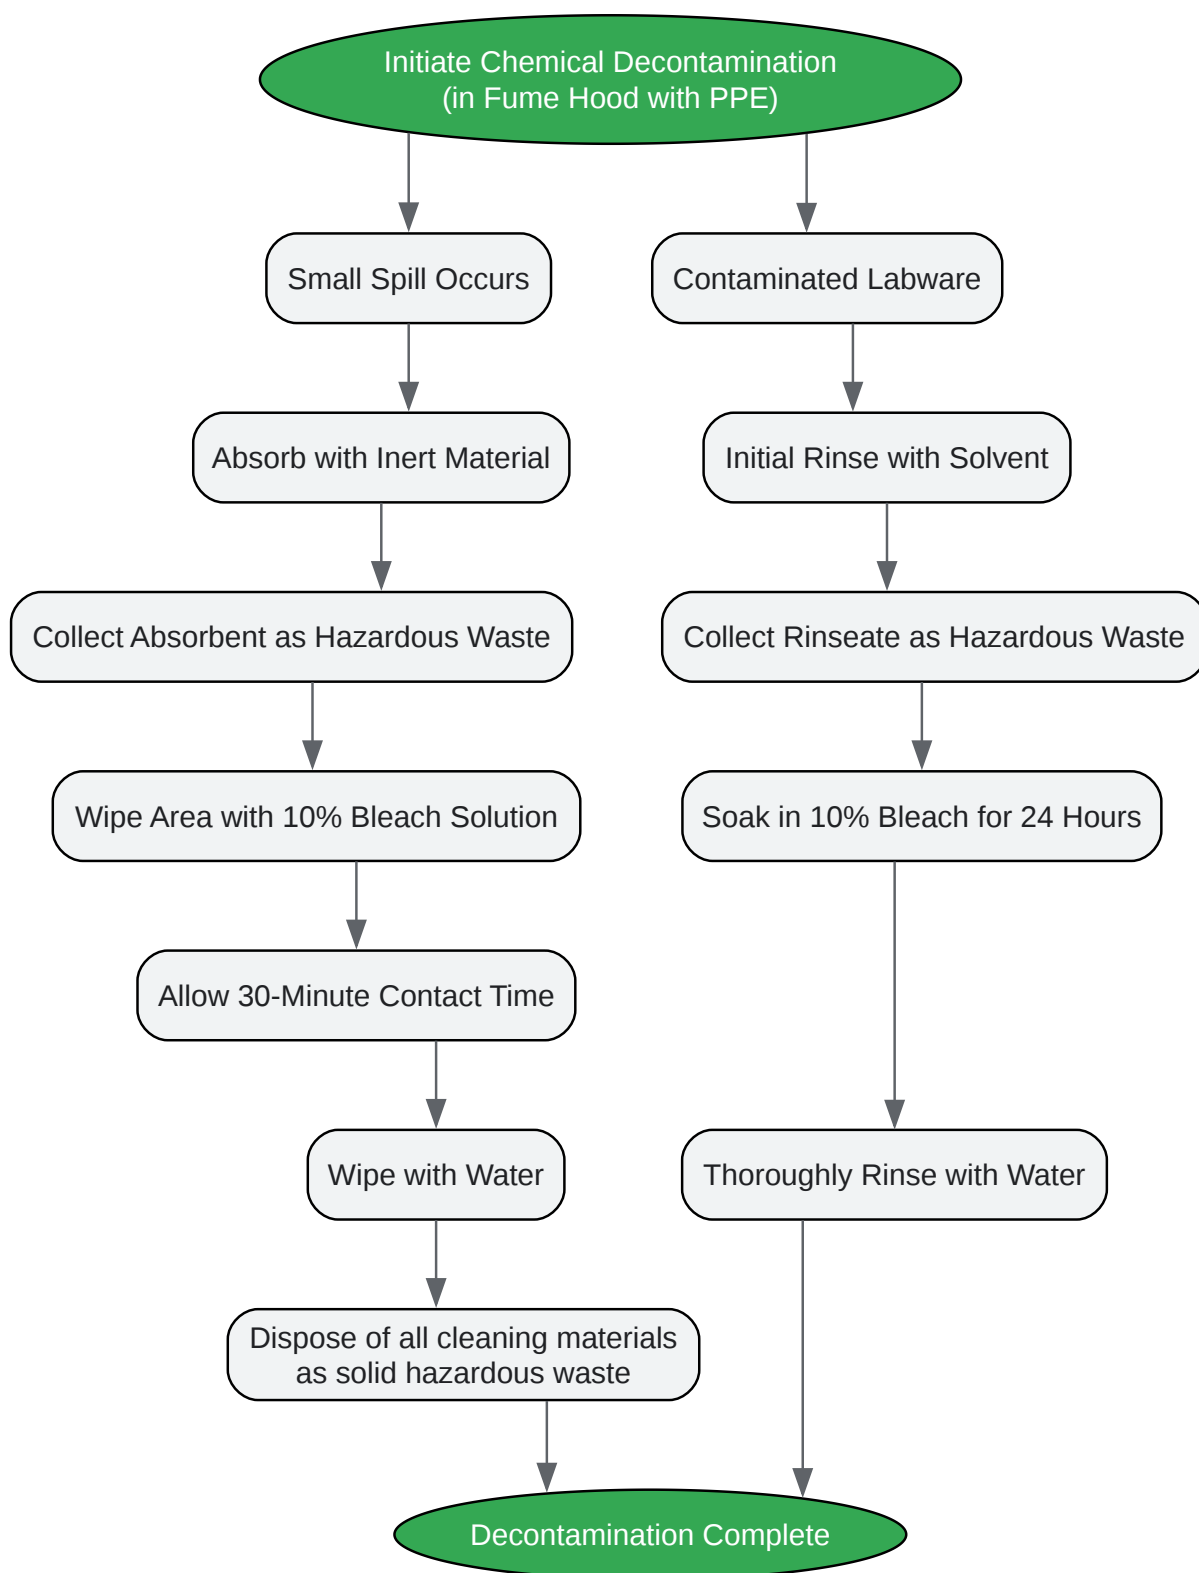 Initiate Chemical Decontamination
(in Fume Hood with PPE)
Small Spill Occurs
Contaminated Labware
Absorb with Inert Material
Initial Rinse with Solvent
Collect Absorbent as Hazardous Waste
Collect Rinseate as Hazardous Waste
Wipe Area with 10% Bleach Solution
Soak in 10% Bleach for 24 Hours
Allow 30-Minute Contact Time
Wipe with Water
Thoroughly Rinse with Water
Dispose of all cleaning materials
as solid hazardous waste
Decontamination Complete